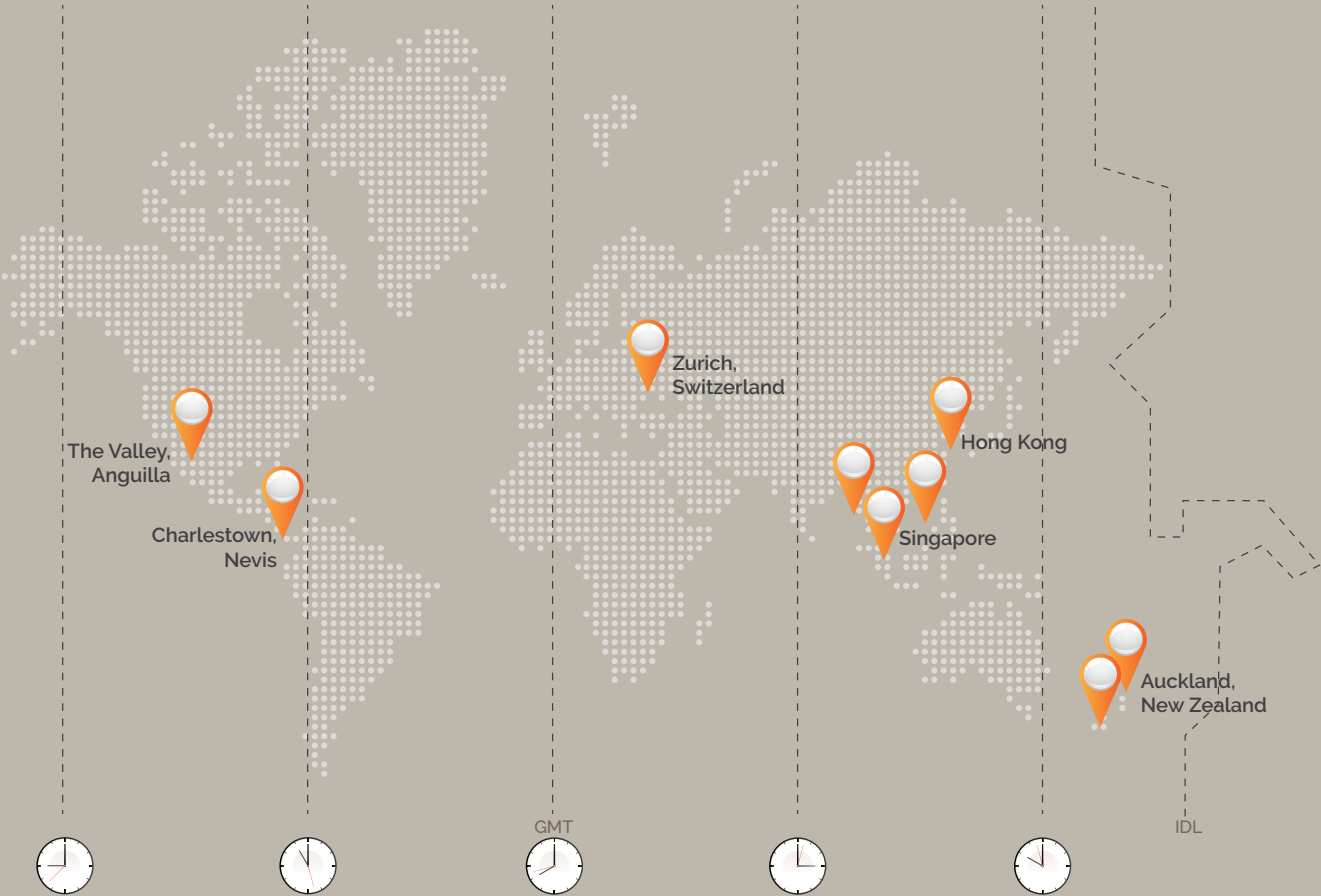 Zurich,
Switzerland
The Valley,
Anguilla
Hong Kong
Charlestown,
Nevis
Singapore
Auckland,
New Zealand
GMT
IDL